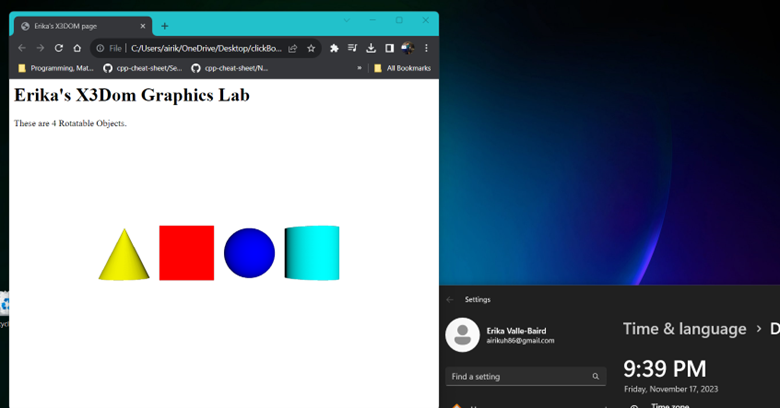 Erika's X3DOM page
File
C:/Users/airik/OneDrive/Desktop/clickBo...
Programming, Mat...
cpp-cheat-sheet/Se...
cpp-cheat-sheet/N...
»
All Bookmarks
Erika's X3Dom Graphics Lab
These are 4 Rotatable Objects.
Settings
Erika Valle-Baird
airikuh86@gmail.com
Find a setting
Time & language > D
9:39 PM
Friday, November 17, 2023
Time zone